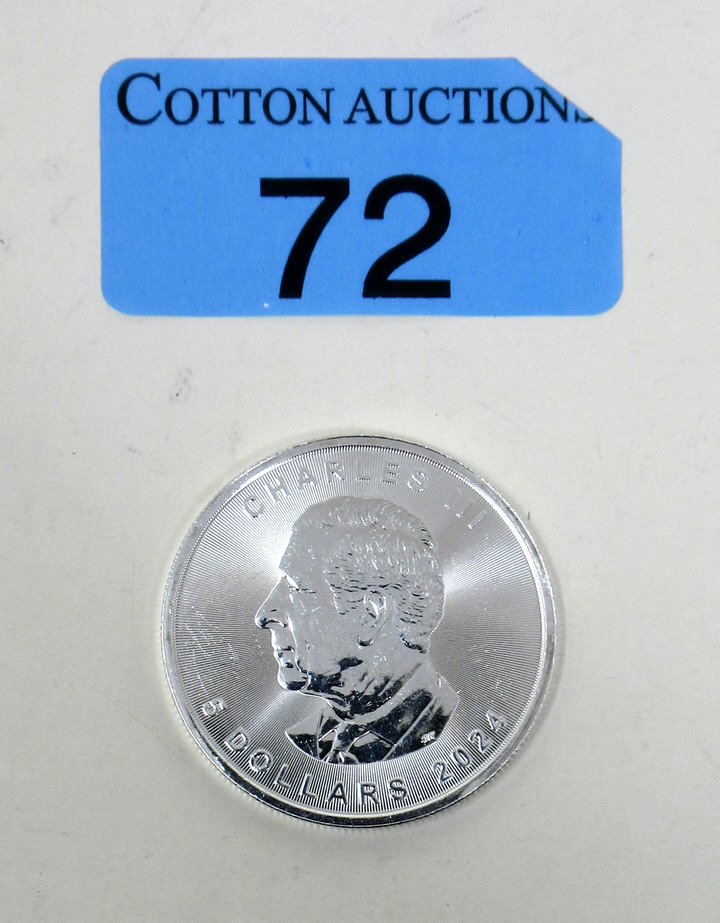 COTTON AUCTIONS
72
CHARLES III
5 DOLLARS 2024